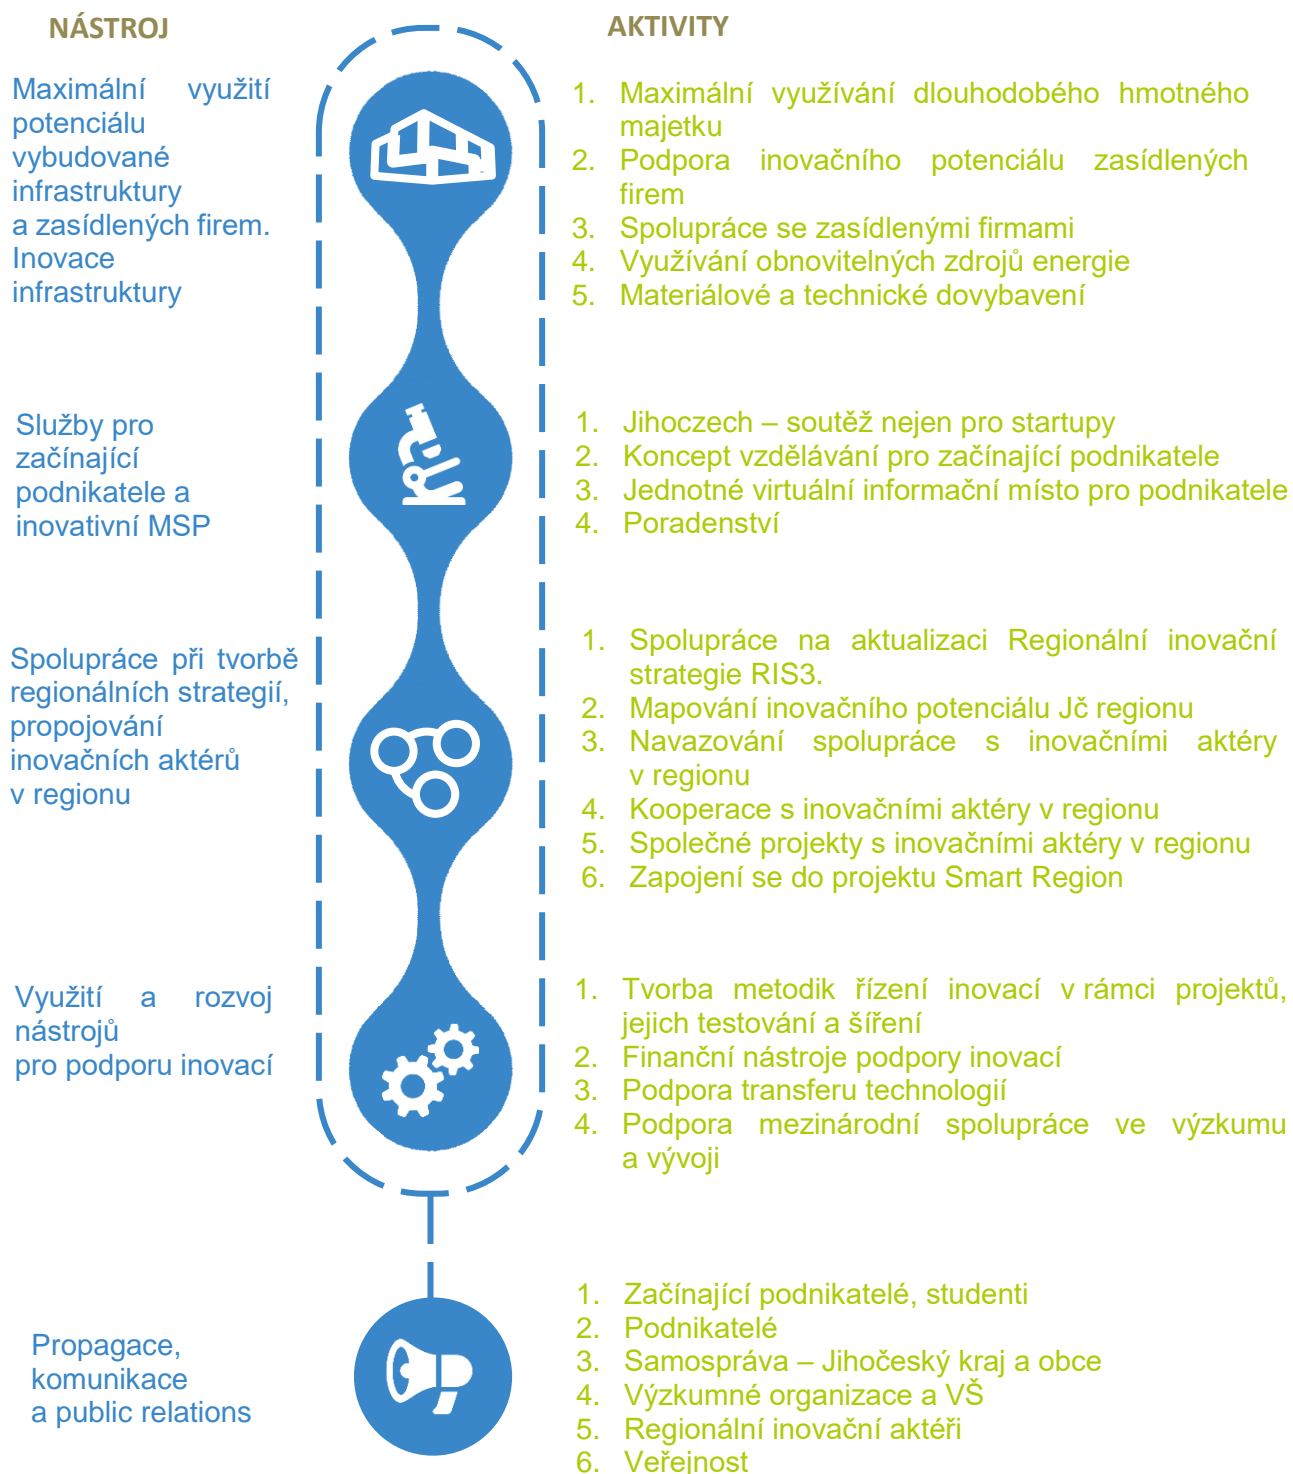 NÁSTROJ
AKTIVITY
Maximální využití
potenciálu
vybudované
infrastruktury
a zasídlených firem.
Inovace
infrastruktury
1. Maximální využívání dlouhodobého hmotného
majetku
2. Podpora inovačního potenciálu zasídlených
firem
3. Spolupráce se zasídlenými firmami
4. Využívání obnovitelných zdrojů energie
5. Materiálové a technické dovybavení
Služby pro
začínající
podnikatele a
inovativní MSP
1. Jihoczech – soutěž nejen pro startupy
2. Koncept vzdělávání pro začínající podnikatele
3. Jednotné virtuální informační místo pro podnikatele
4. Poradenství
Spolupráce při tvorbě
regionálních strategií,
propojování
inovačních aktérů
v regionu
1. Spolupráce na aktualizaci Regionální inovační
strategie RIS3.
2. Mapování inovačního potenciálu Jč regionu
3. Navazování spolupráce s inovačními aktéry
v regionu
4. Kooperace s inovačními aktéry v regionu
5. Společné projekty s inovačními aktéry v regionu
6. Zapojení se do projektu Smart Region
Využití a rozvoj
nástrojů
pro podporu inovací
1. Tvorba metodik řízení inovací v rámci projektů,
jejich testování a šíření
2. Finanční nástroje podpory inovací
3. Podpora transferu technologií
4. Podpora mezinárodní spolupráce ve výzkumu
a vývoji
Propagace,
komunikace
a public relations
1. Začínající podnikatelé, studenti
2. Podnikatelé
3. Samospráva – Jihočeský kraj a obce
4. Výzkumné organizace a VŠ
5. Regionální inovační aktéři
6. Veřejnost